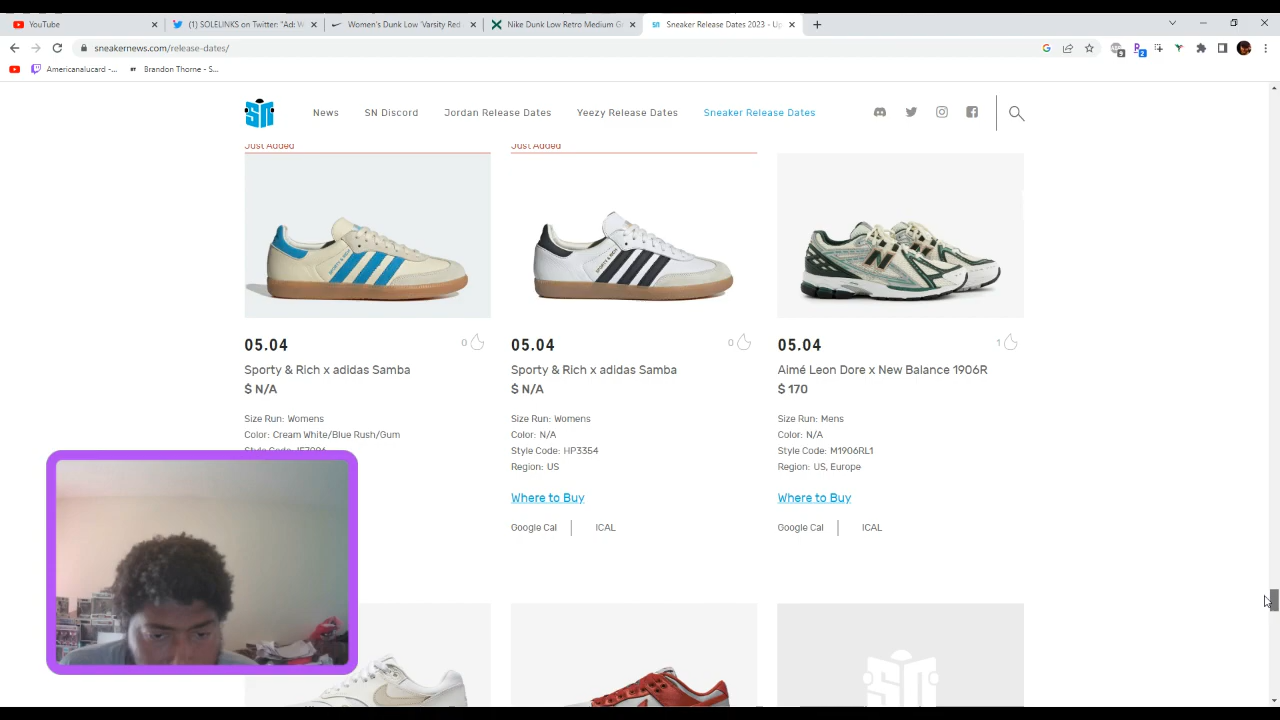 YouTube
(1) SOLELINKS on Twitter: "Ad: W
Women's Dunk Low 'Varsity Red
Nike Dunk Low Retro Medium G
Sneaker Release Dates 2023 - Up
sneakernews.com/release-dates/
Americanalucard -...
Brandon Thorne - S...
SN
News
SN Discord
Jordan Release Dates
Yeezy Release Dates
Sneaker Release Dates
Just Added
Just Added
05.04
0
Sporty & Rich x adidas Samba
$ N/A
Size Run: Womens
Color: Cream White/Blue Rush/Gum
Style Code:
05.04
0
Sporty & Rich x adidas Samba
$ N/A
Size Run: Womens
Color: N/A
Style Code: HP3354
Region: US
Where to Buy
Google Cal
ICAL
05.04
1
Aimé Leon Dore x New Balance 1906R
$ 170
Size Run: Mens
Color: N/A
Style Code: M1906RL1
Region: US, Europe
Where to Buy
Google Cal
ICAL